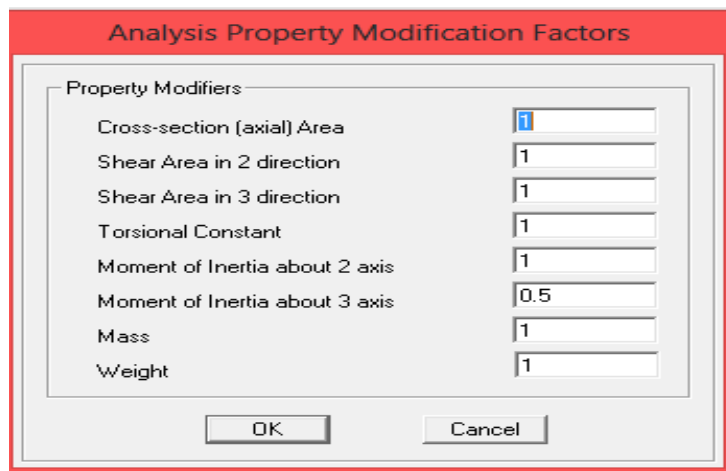 Analysis Property Modification Factors
Property Modifiers
Cross-section (axial) Area 1
Shear Area in 2 direction 1
Shear Area in 3 direction 1
Torsional Constant 1
Moment of Inertia about 2 axis 1
Moment of Inertia about 3 axis 0.5
Mass 1
Weight 1
OK Cancel